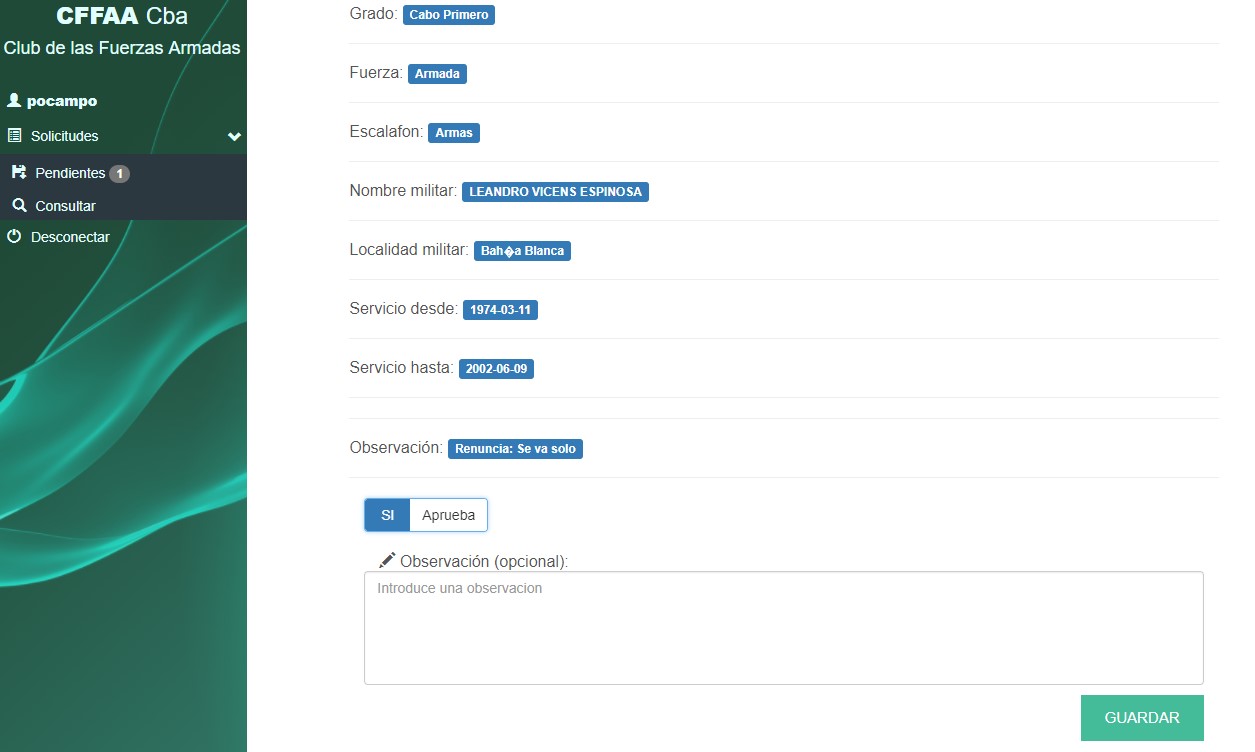 CFFAA Cba
Club de las Fuerzas Armadas
pocampo
Solicitudes
Pendientes 1
Consultar
Desconectar
Grado: Cabo Primero
Fuerza: Armada
Escalafon: Armas
Nombre militar: LEANDRO VICENS ESPINOSA
Localidad militar: Bah�a Blanca
Servicio desde: 1974-03-11
Servicio hasta: 2002-06-09
Observación: Renuncia: Se va solo
SI Aprueba
Observación (opcional):
Introduce una observacion
GUARDAR